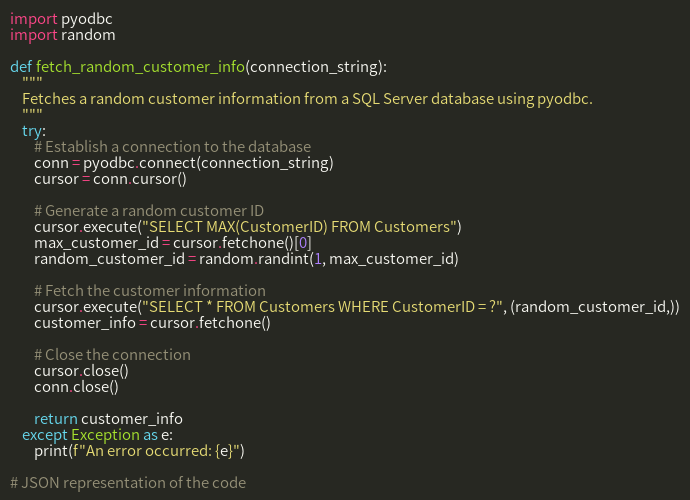 import pyodbc
import random

def fetch_random_customer_info(connection_string):
    """
    Fetches a random customer information from a SQL Server database using pyodbc.
    """
    try:
        # Establish a connection to the database
        conn = pyodbc.connect(connection_string)
        cursor = conn.cursor()

        # Generate a random customer ID
        cursor.execute("SELECT MAX(CustomerID) FROM Customers")
        max_customer_id = cursor.fetchone()[0]
        random_customer_id = random.randint(1, max_customer_id)

        # Fetch the customer information
        cursor.execute("SELECT * FROM Customers WHERE CustomerID = ?", (random_customer_id,))
        customer_info = cursor.fetchone()

        # Close the connection
        cursor.close()
        conn.close()

        return customer_info
    except Exception as e:
        print(f"An error occurred: {e}")

# JSON representation of the code